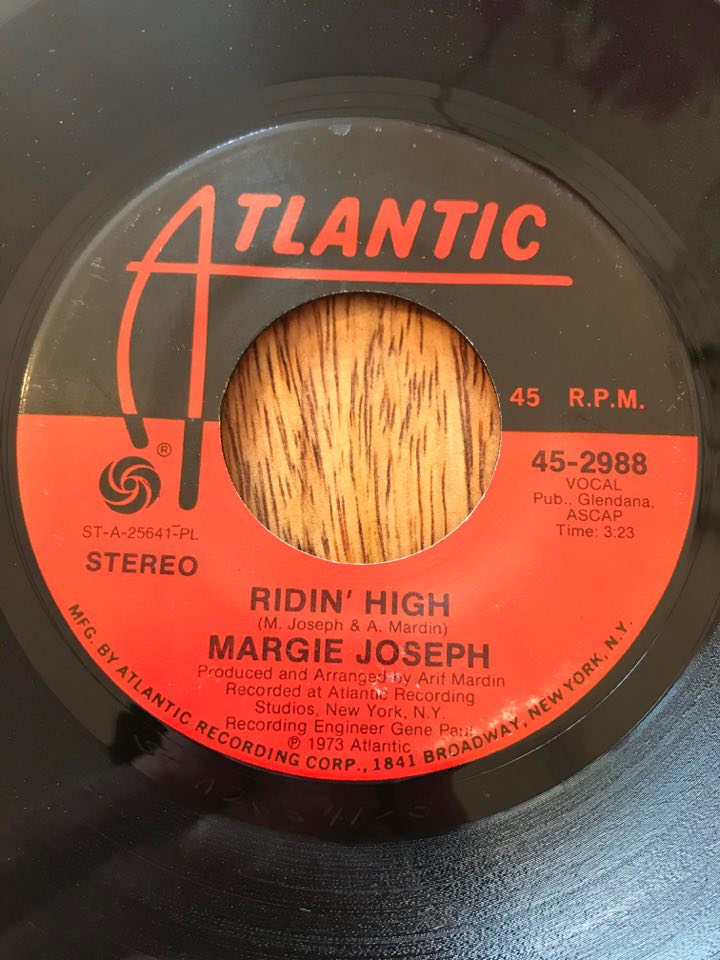 ATLANTIC
45 R.P.M.
®
45-2988
VOCAL
Pub., Glendana,
ASCAP
Time: 3:23
ST-A-25641-PL
STEREO
RIDIN' HIGH
(M. Joseph & A. Mardin)
MARGIE JOSEPH
Produced and Arranged by Arif Mardin
Recorded at Atlantic Recording
Studios, New York, N.Y.
Recording Engineer Gene Paul
℗ 1973 Atlantic
MFG. BY ATLANTIC RECORDING CORP., 1841 BROADWAY, NEW YORK, N.Y.